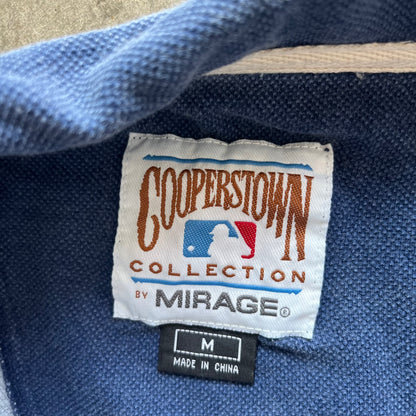 COOPERSTOWN
COLLECTION
BY MIRAGE®
M
MADE IN CHINA